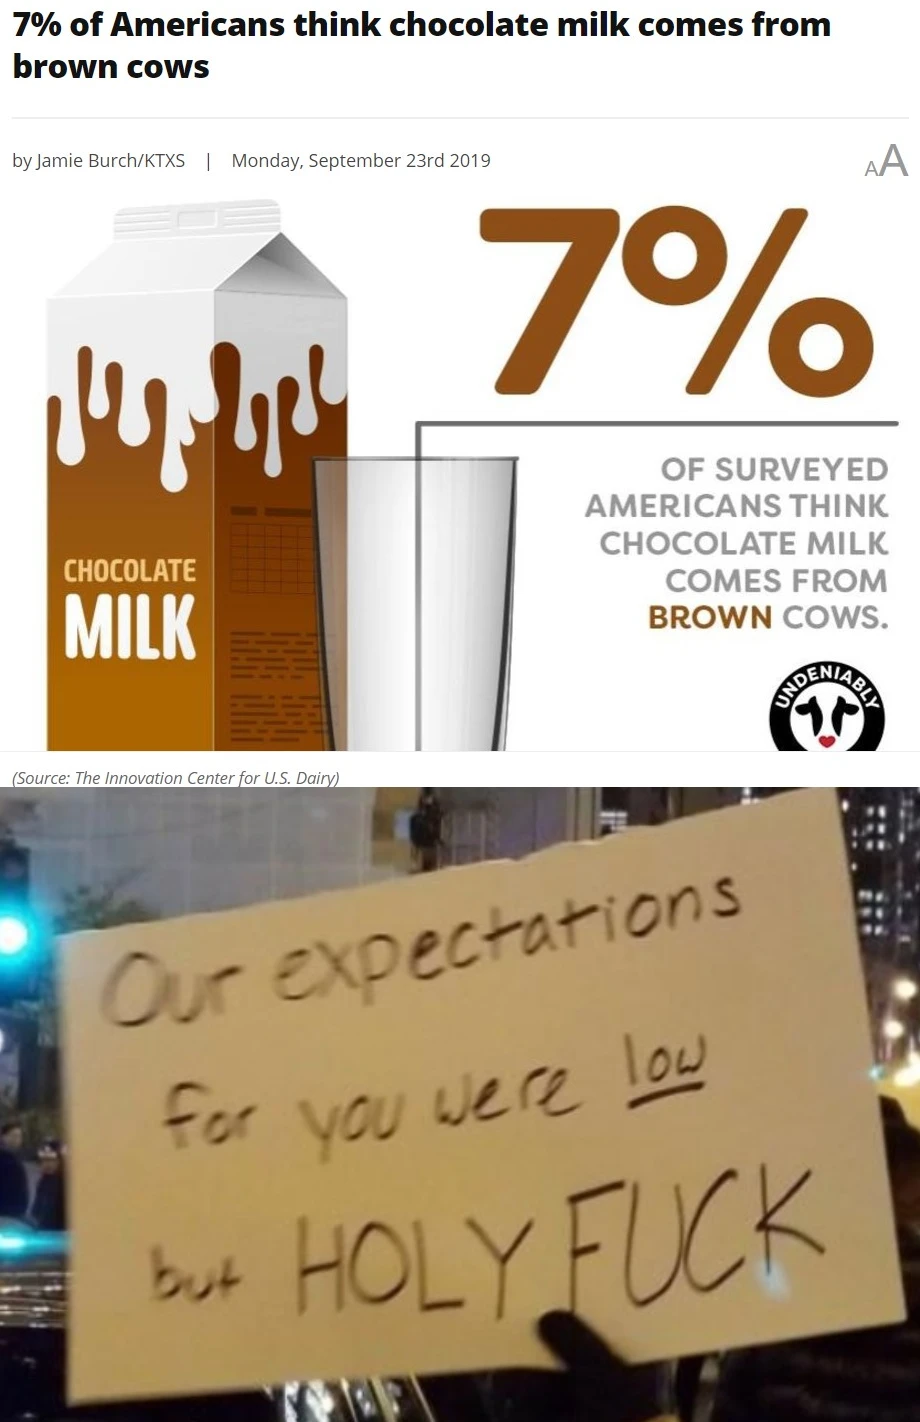 7% of Americans think chocolate milk comes from
brown cows
by Jamie Burch/KTXS | Monday, September 23rd 2019
AA
7%
OF SURVEYED
AMERICANS THINK
CHOCOLATE MILK
COMES FROM
BROWN COWS.
CHOCOLATE
MILK
UNDENIABLY
(Source: The Innovation Center for U.S. Dairy)
Our expectations
for you were low
but HOLY FUCK